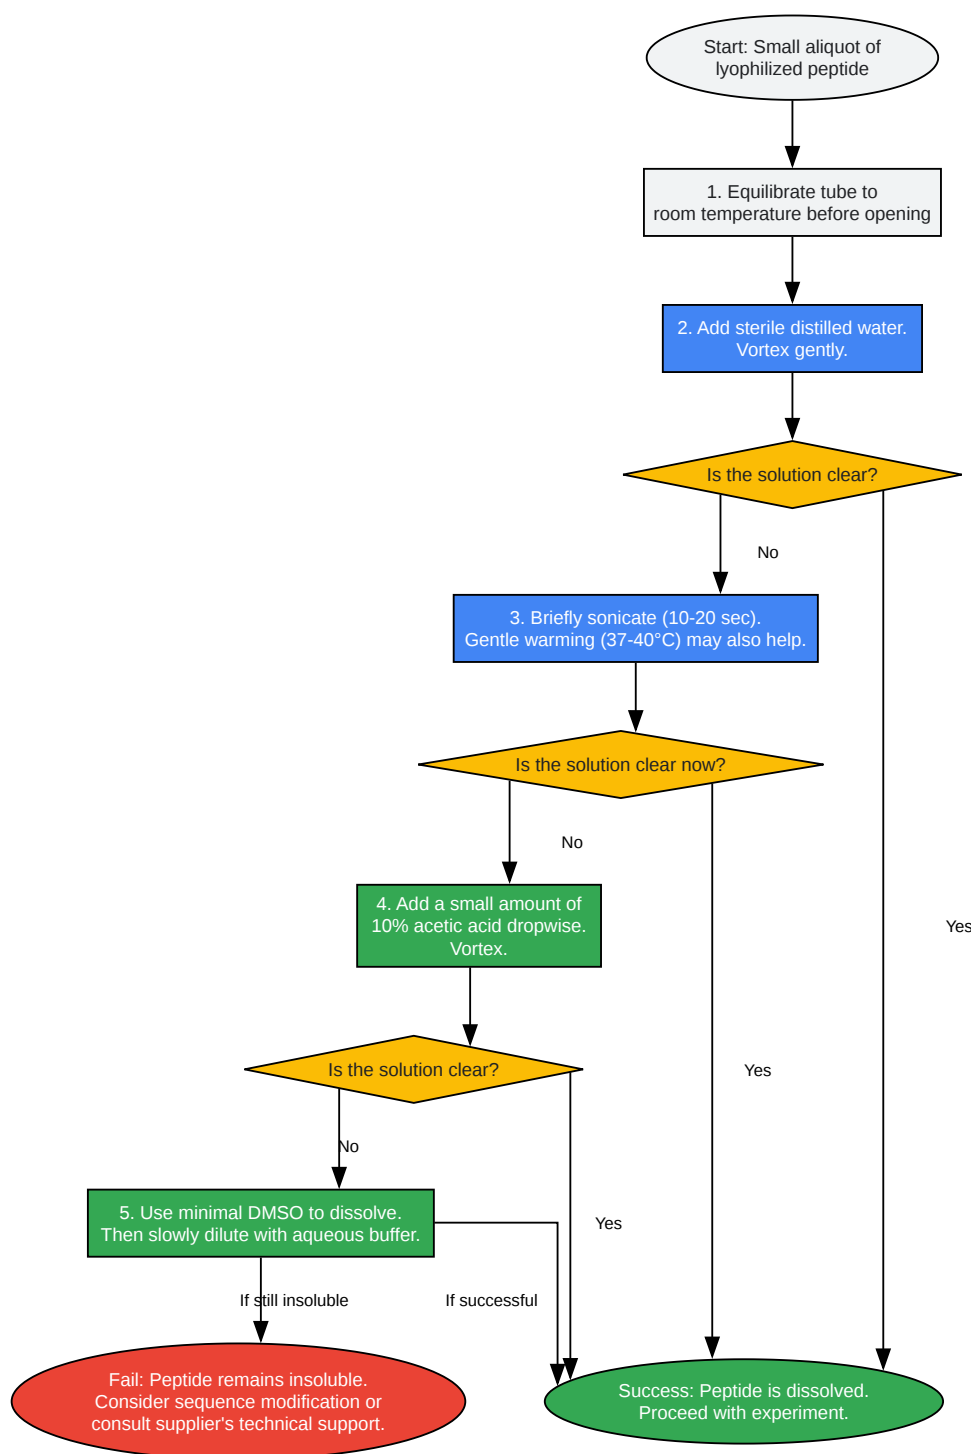 Start: Small aliquot of
lyophilized peptide
1. Equilibrate tube to
room temperature before opening
2. Add sterile distilled water.
Vortex gently.
Is the solution clear?
No
3. Briefly sonicate (10-20 sec).
Gentle warming (37-40°C) may also help.
Is the solution clear now?
No
4. Add a small amount of
10% acetic acid dropwise.
Vortex.
Yes
Is the solution clear?
Yes
No
5. Use minimal DMSO to dissolve.
Then slowly dilute with aqueous buffer.
Yes
If still insoluble
If successful
Fail: Peptide remains insoluble.
Consider sequence modification or
consult supplier's technical support.
Success: Peptide is dissolved.
Proceed with experiment.